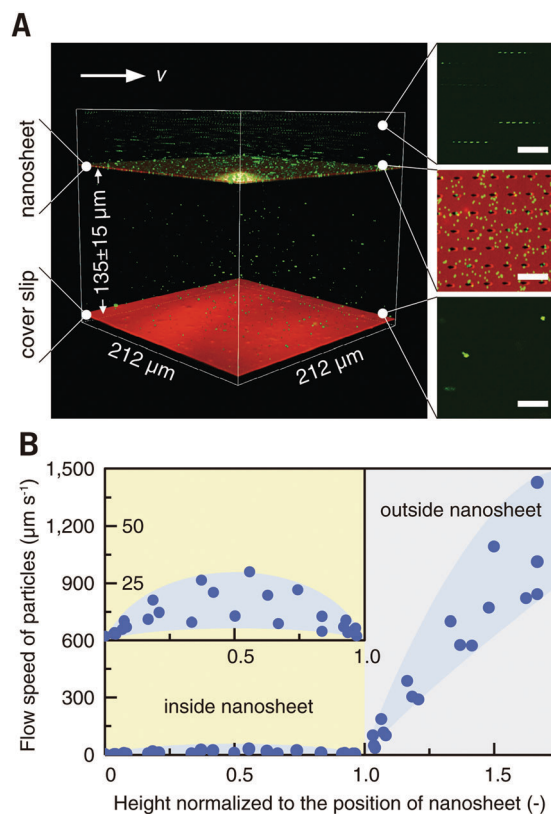 A
v
nanosheet
135±15 µm
cover slip
212 µm
212 µm
B
1,500
1,200
900
600
300
0
Flow speed of particles (µm s⁻¹)
50
25
0.5
1.0
inside nanosheet
outside nanosheet
0
0.5
1.0
1.5
Height normalized to the position of nanosheet (-)